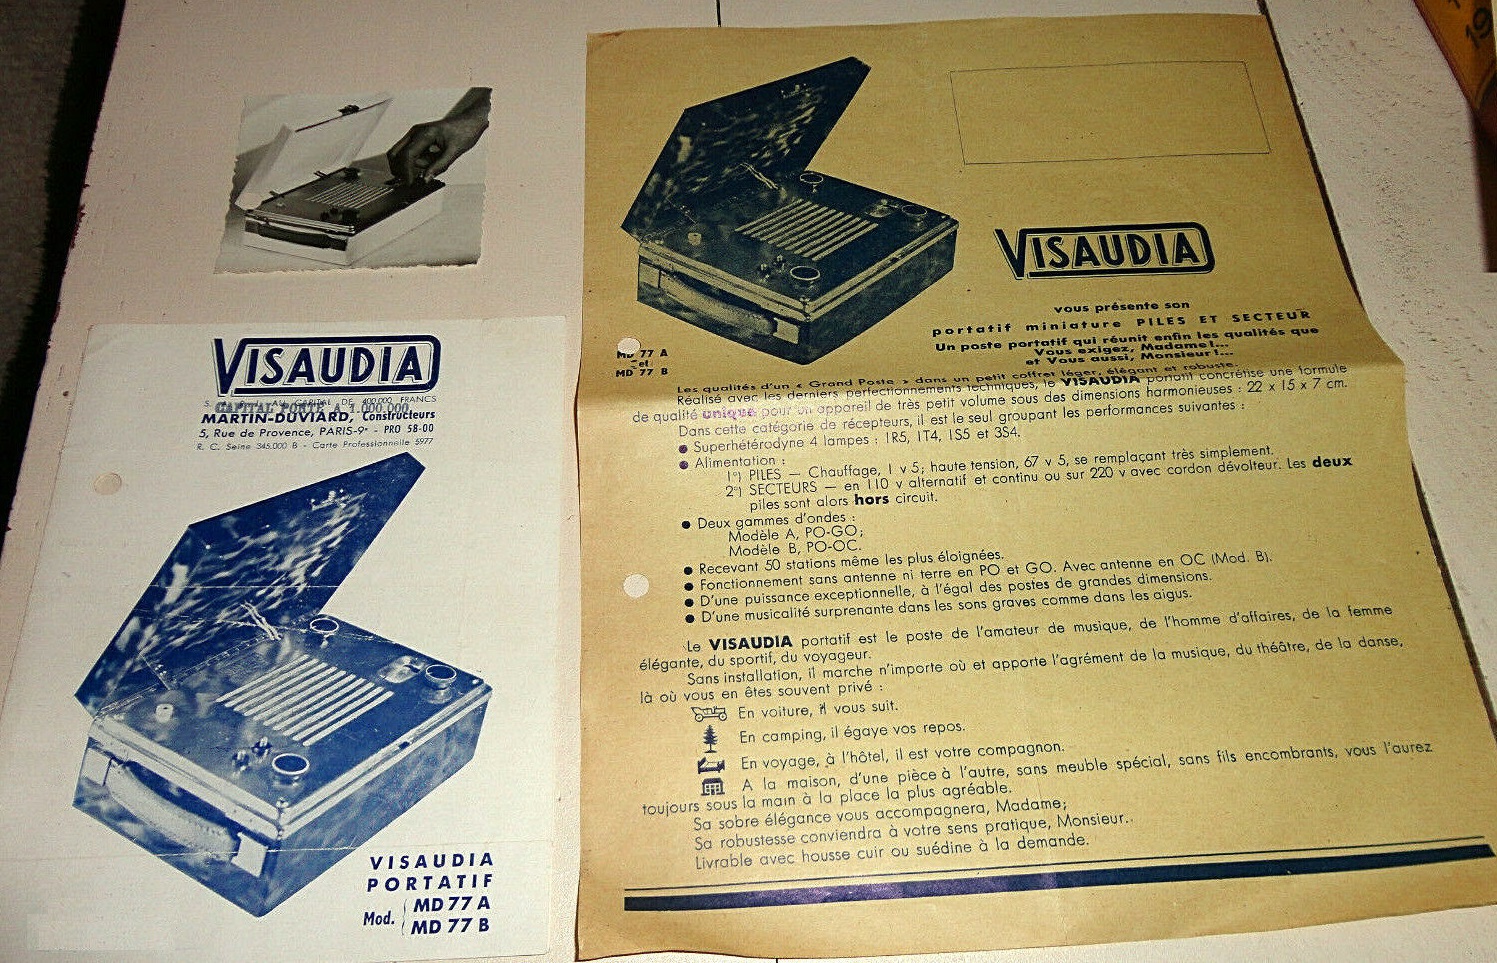 VISAUDIA
S. A. R. L. AU CAPITAL DE 400.000 FRANCS
CAPITAL PORTÉ A 1.000.000
MARTIN-DUVIARD, Constructeurs
5, Rue de Provence, PARIS-9e - PRO 58-00
R. C. Seine 345.000 B - Carte Professionnelle 5977
VISAUDIA
PORTATIF
Mod. MD 77 A
MD 77 B
VISAUDIA
vous présente son
portatif miniature PILES ET SECTEUR
Un poste portatif qui réunit enfin les qualités que
Vous exigez, Madame!...
et Vous aussi, Monsieur!...
MD 77 A
et
MD 77 B
Les qualités d'un « Grand Poste » dans un petit coffret léger, élégant et robuste.
Réalisé avec les derniers perfectionnements techniques, le VISAUDIA portatif concrétise une formule
de qualité unique pour un appareil de très petit volume sous des dimensions harmonieuses : 22 x 15 x 7 cm.
Dans cette catégorie de récepteurs, il est le seul groupant les performances suivantes :
● Superhétérodyne 4 lampes : 1R5, 1T4, 1S5 et 3S4.
● Alimentation :
1°) PILES — Chauffage, 1 v 5; haute tension, 67 v 5, se remplaçant très simplement.
2°) SECTEURS — en 110 v alternatif et continu ou sur 220 v avec cordon dévolteur. Les deux
piles sont alors hors circuit.
● Deux gammes d'ondes :
Modèle A, PO-GO;
Modèle B, PO-OC.
● Recevant 50 stations même les plus éloignées.
● Fonctionnement sans antenne ni terre en PO et GO. Avec antenne en OC (Mod. B).
● D'une puissance exceptionnelle, à l'égal des postes de grandes dimensions.
● D'une musicalité surprenante dans les sons graves comme dans les aigus.
Le VISAUDIA portatif est le poste de l'amateur de musique, de l'homme d'affaires, de la femme
élégante, du sportif, du voyageur.
Sans installation, il marche n'importe où et apporte l'agrément de la musique, du théâtre, de la danse,
là où vous en êtes souvent privé :
En voiture, il vous suit.
En camping, il égaye vos repos.
En voyage, à l'hôtel, il est votre compagnon.
A la maison, d'une pièce à l'autre, sans meuble spécial, sans fils encombrants, vous l'aurez
toujours sous la main à la place la plus agréable.
Sa sobre élégance vous accompagnera, Madame;
Sa robustesse conviendra à votre sens pratique, Monsieur..
Livrable avec housse cuir ou suédine à la demande.
19